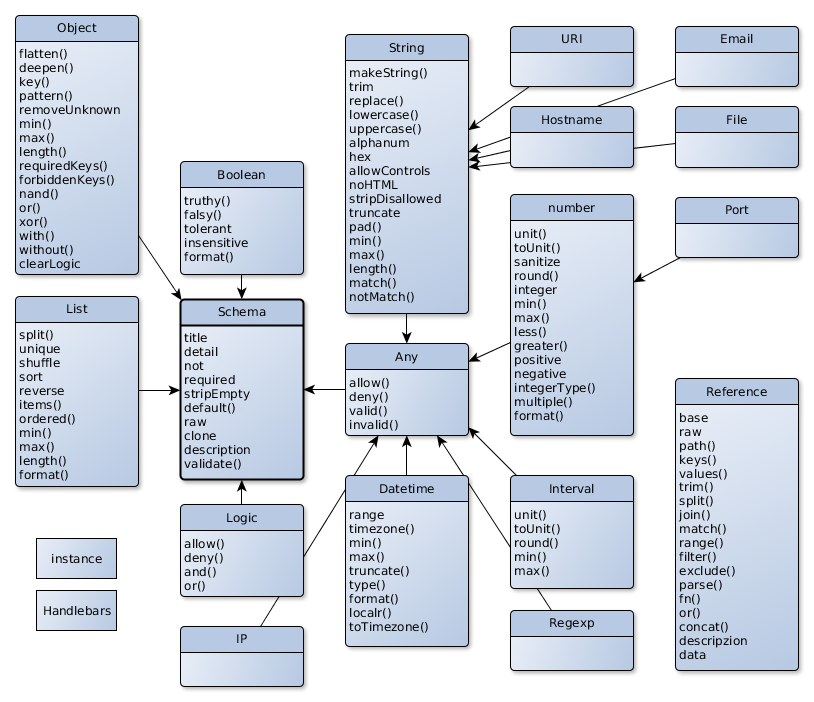 Object
flatten()
deepen()
key()
pattern()
removeUnknown
min()
max()
length()
requiredKeys()
forbiddenKeys()
nand()
or()
xor()
with()
without()
clearLogic
List
split()
unique
shuffle
sort
reverse
items()
ordered()
min()
max()
length()
format()
instance
Handlebars
Boolean
truthy()
falsy()
tolerant
insensitive
format()
Schema
title
detail
not
required
stripEmpty
default()
raw
clone
description
validate()
Logic
allow()
deny()
and()
or()
IP
String
makeString()
trim
replace()
lowercase()
uppercase()
alphanum
hex
allowControls
noHTML
stripDisallowed
truncate
pad()
min()
max()
length()
match()
notMatch()
Any
allow()
deny()
valid()
invalid()
Datetime
range
timezone()
min()
max()
truncate()
type()
format()
localr()
toTimezone()
URI
Hostname
number
unit()
toUnit()
sanitize
round()
integer
min()
max()
less()
greater()
positive
negative
integerType()
multiple()
format()
Interval
unit()
toUnit()
round()
min()
max()
Regexp
Email
File
Port
Reference
base
raw
path()
keys()
values()
trim()
split()
join()
match()
range()
filter()
exclude()
parse()
fn()
or()
concat()
descripzion
data